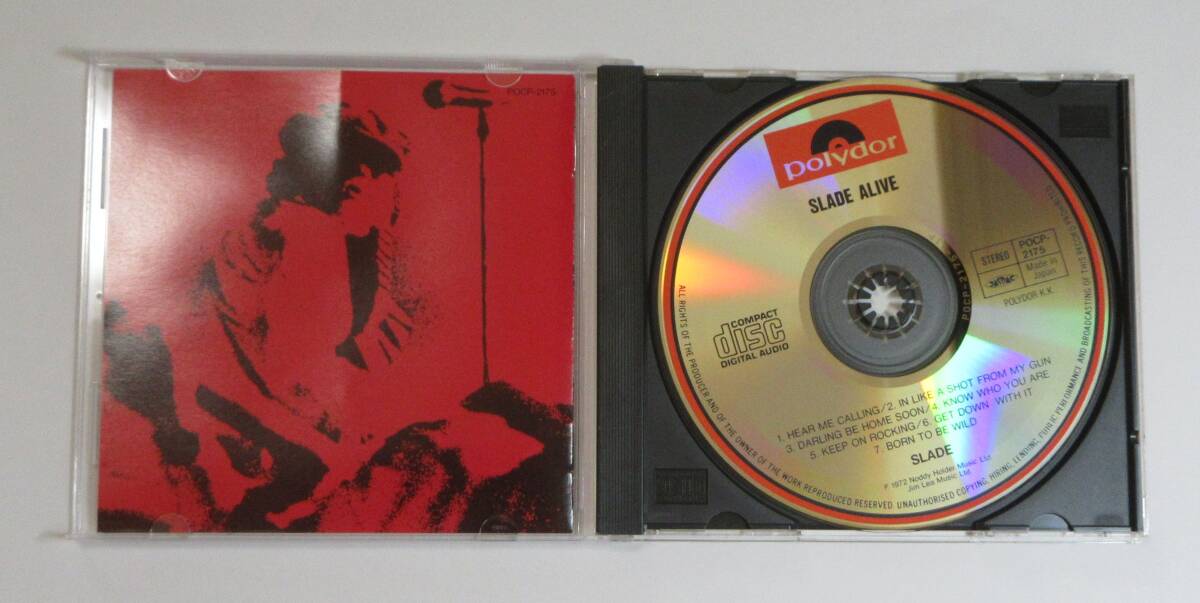 POCP-2175
polydor
SLADE ALIVE
STEREO
POCP-
2175
Made in
Japan
POLYDOR K.K.
POCP-2175
COMPACT
disc
DIGITAL AUDIO
1. HEAR ME CALLING/2. IN LIKE A SHOT FROM MY GUN
3. DARLING BE HOME SOON/4. KNOW WHO YOU ARE
5. KEEP ON ROCKING/6. GET DOWN WITH IT
7. BORN TO BE WILD
SLADE
℗ 1972 Noddy Holder Music Ltd.
Jim Lea Music Ltd.
ALL RIGHTS OF THE PRODUCER AND OF THE OWNER OF THE WORK REPRODUCED RESERVED. UNAUTHORISED COPYING, HIRING, LENDING, PUBLIC PERFORMANCE AND BROADCASTING OF THIS RECORD PROHIBITED